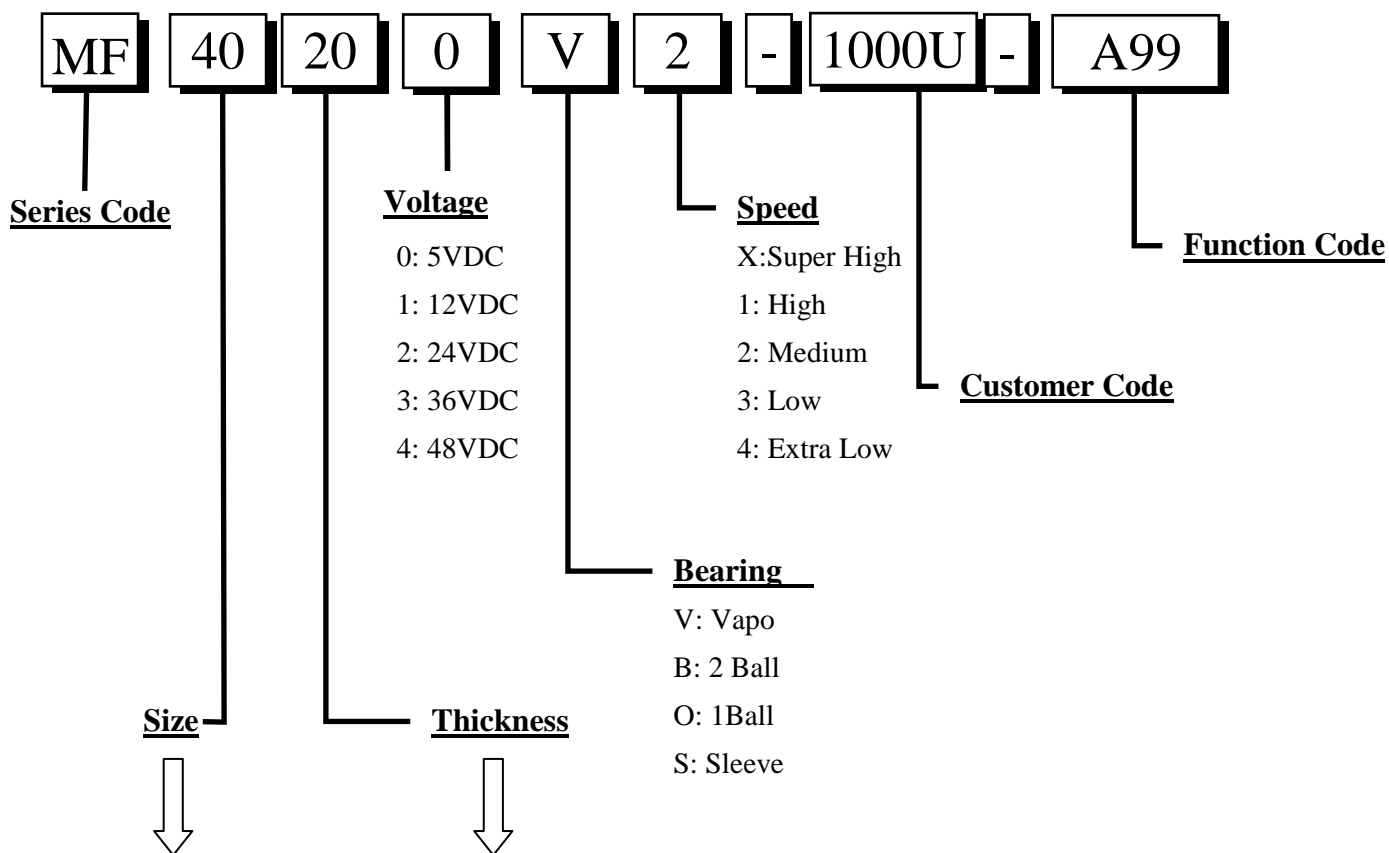 MF 40 20 0 V 2 - 1000U - A99
Series Code
Voltage
0: 5VDC
1: 12VDC
2: 24VDC
3: 36VDC
4: 48VDC
Speed
X:Super High
1: High
2: Medium
3: Low
4: Extra Low
Function Code
Customer Code
Bearing
V: Vapo
B: 2 Ball
O: 1Ball
S: Sleeve
Size
Thickness